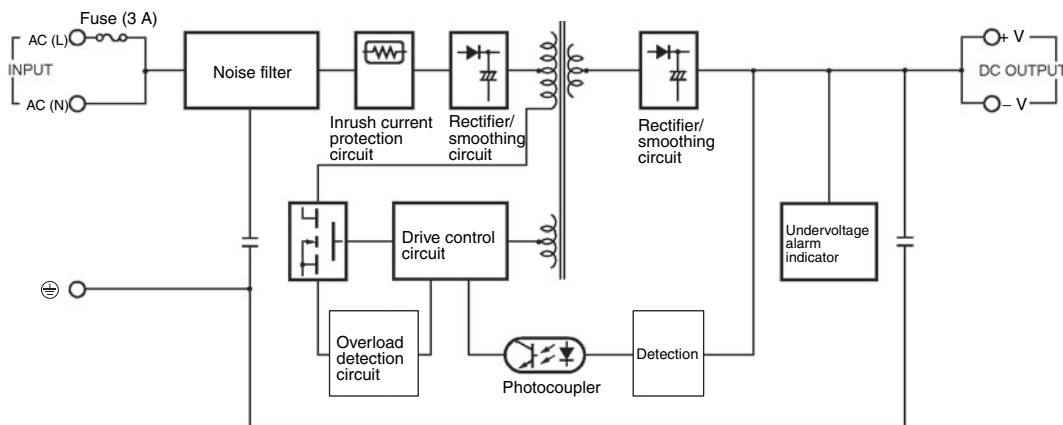 Fuse (3 A)
AC (L)
INPUT
AC (N)
Noise filter
Inrush current
protection
circuit
Rectifier/
smoothing
circuit
Rectifier/
smoothing
circuit
+ V
DC OUTPUT
– V
Drive control
circuit
Undervoltage
alarm
indicator
Overload
detection
circuit
Photocoupler
Detection